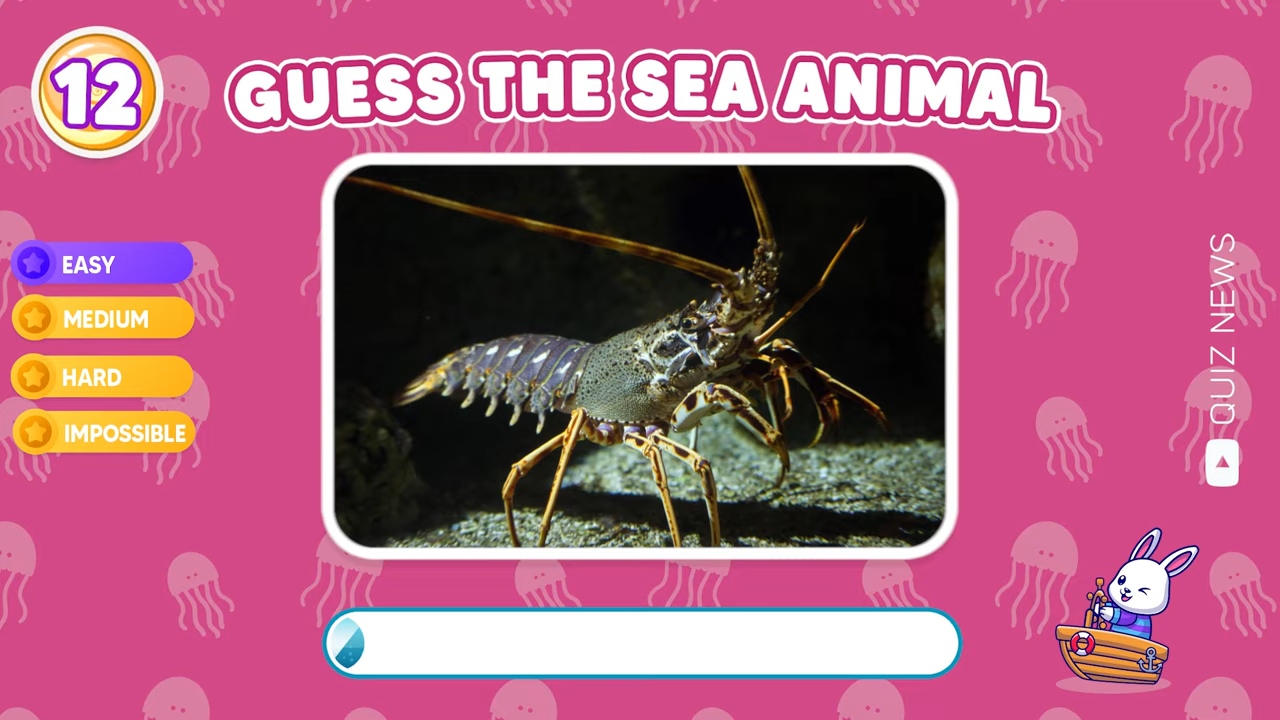 12
GUESS THE SEA ANIMAL
EASY
MEDIUM
HARD
IMPOSSIBLE
QUIZ NEWS